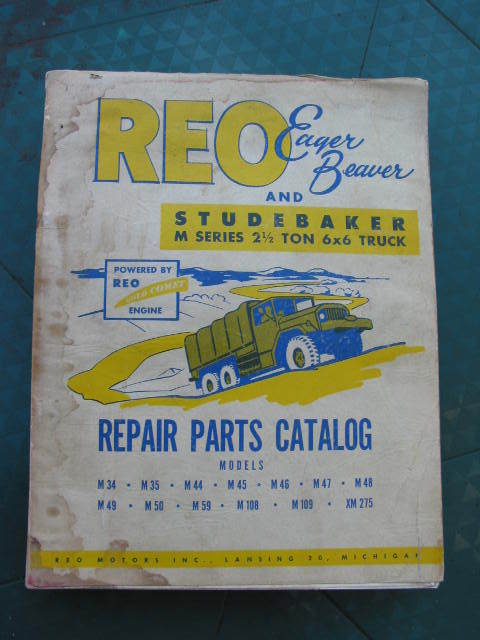 REO Eager Beaver
AND
STUDEBAKER
M SERIES 2½ TON 6x6 TRUCK
POWERED BY
REO
GOLD COMET
ENGINE
REPAIR PARTS CATALOG
MODELS
M 34 • M 35 • M 44 • M 45 • M 46 • M 47 • M 48
M 49 • M 50 • M 59 • M 108 • M 109 • XM 275
REO MOTORS INC., LANSING 20, MICHIGAN